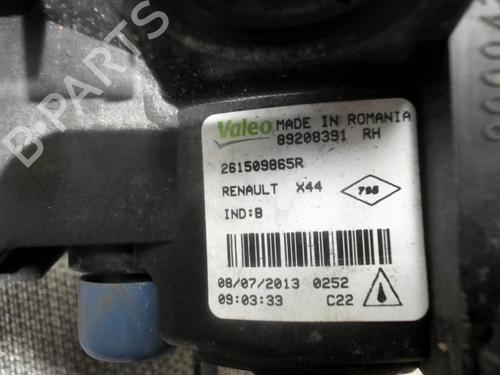 Valeo MADE IN ROMANIA
89208391 RH
261509865R
RENAULT X44
798
IND:B
08/07/2013 0252
09:03:33 C22
B-PARTS